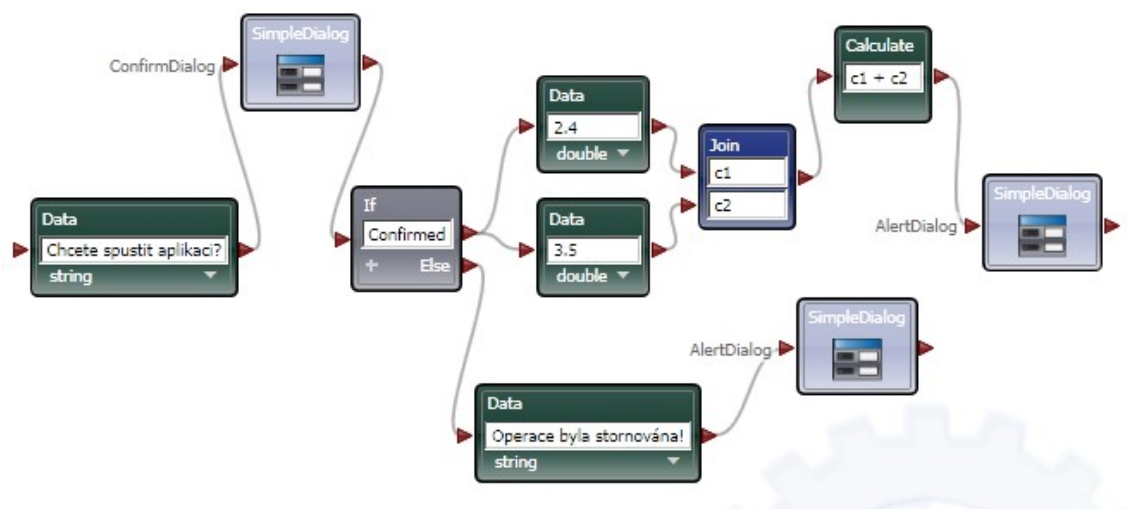 SimpleDialog
ConfirmDialog
Data
Chcete spustit aplikaci?
string
If
Confirmed
+ Else
Data
2.4
double
Data
3.5
double
Join
c1
c2
Calculate
c1 + c2
SimpleDialog
AlertDialog
SimpleDialog
AlertDialog
Data
Operace byla stornována!
string